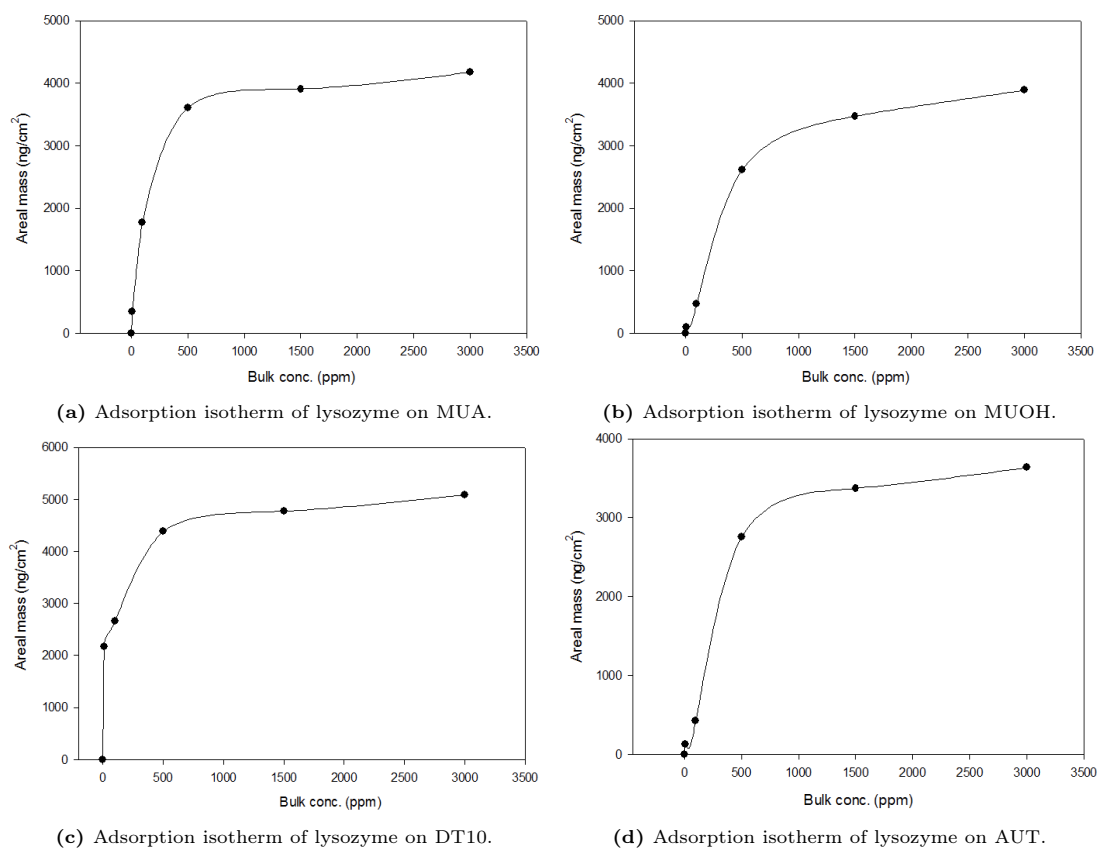 5000
4000
3000
2000
1000
0
Areal mass (ng/cm²)
0 500 1000 1500 2000 2500 3000 3500
Bulk conc. (ppm)
(a) Adsorption isotherm of lysozyme on MUA.
5000
4000
3000
2000
1000
0
Areal mass (ng/cm²)
0 500 1000 1500 2000 2500 3000 3500
Bulk conc. (ppm)
(b) Adsorption isotherm of lysozyme on MUOH.
6000
5000
4000
3000
2000
1000
0
Areal mass (ng/cm²)
0 500 1000 1500 2000 2500 3000 3500
Bulk conc. (ppm)
(c) Adsorption isotherm of lysozyme on DT10.
4000
3000
2000
1000
0
Areal mass (ng/cm²)
0 500 1000 1500 2000 2500 3000 3500
Bulk conc. (ppm)
(d) Adsorption isotherm of lysozyme on AUT.